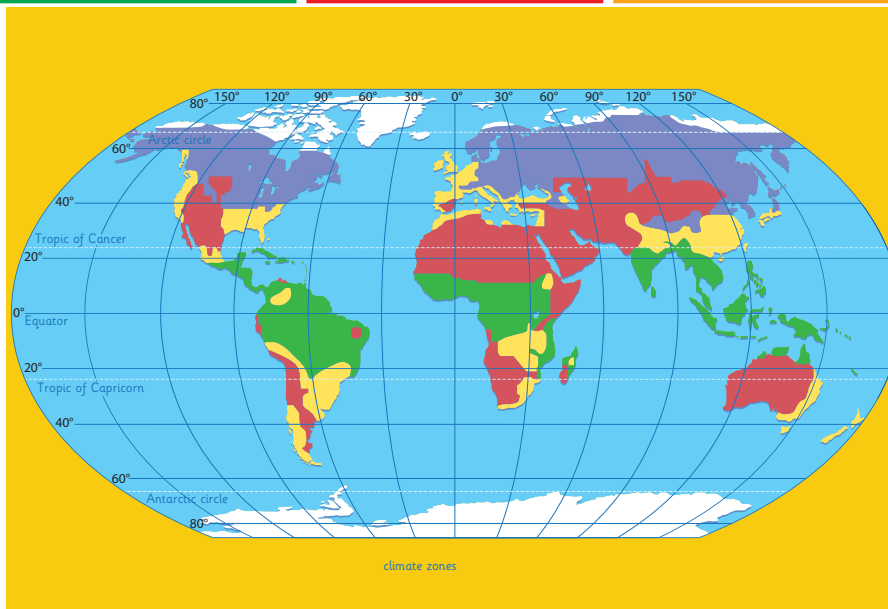 150° 120° 90° 60° 30° 0° 30° 60° 90° 120° 150°
80°
Arctic circle
60°
40°
Tropic of Cancer
20°
0°
Equator
20°
Tropic of Capricorn
40°
60°
Antarctic circle
80°
climate zones